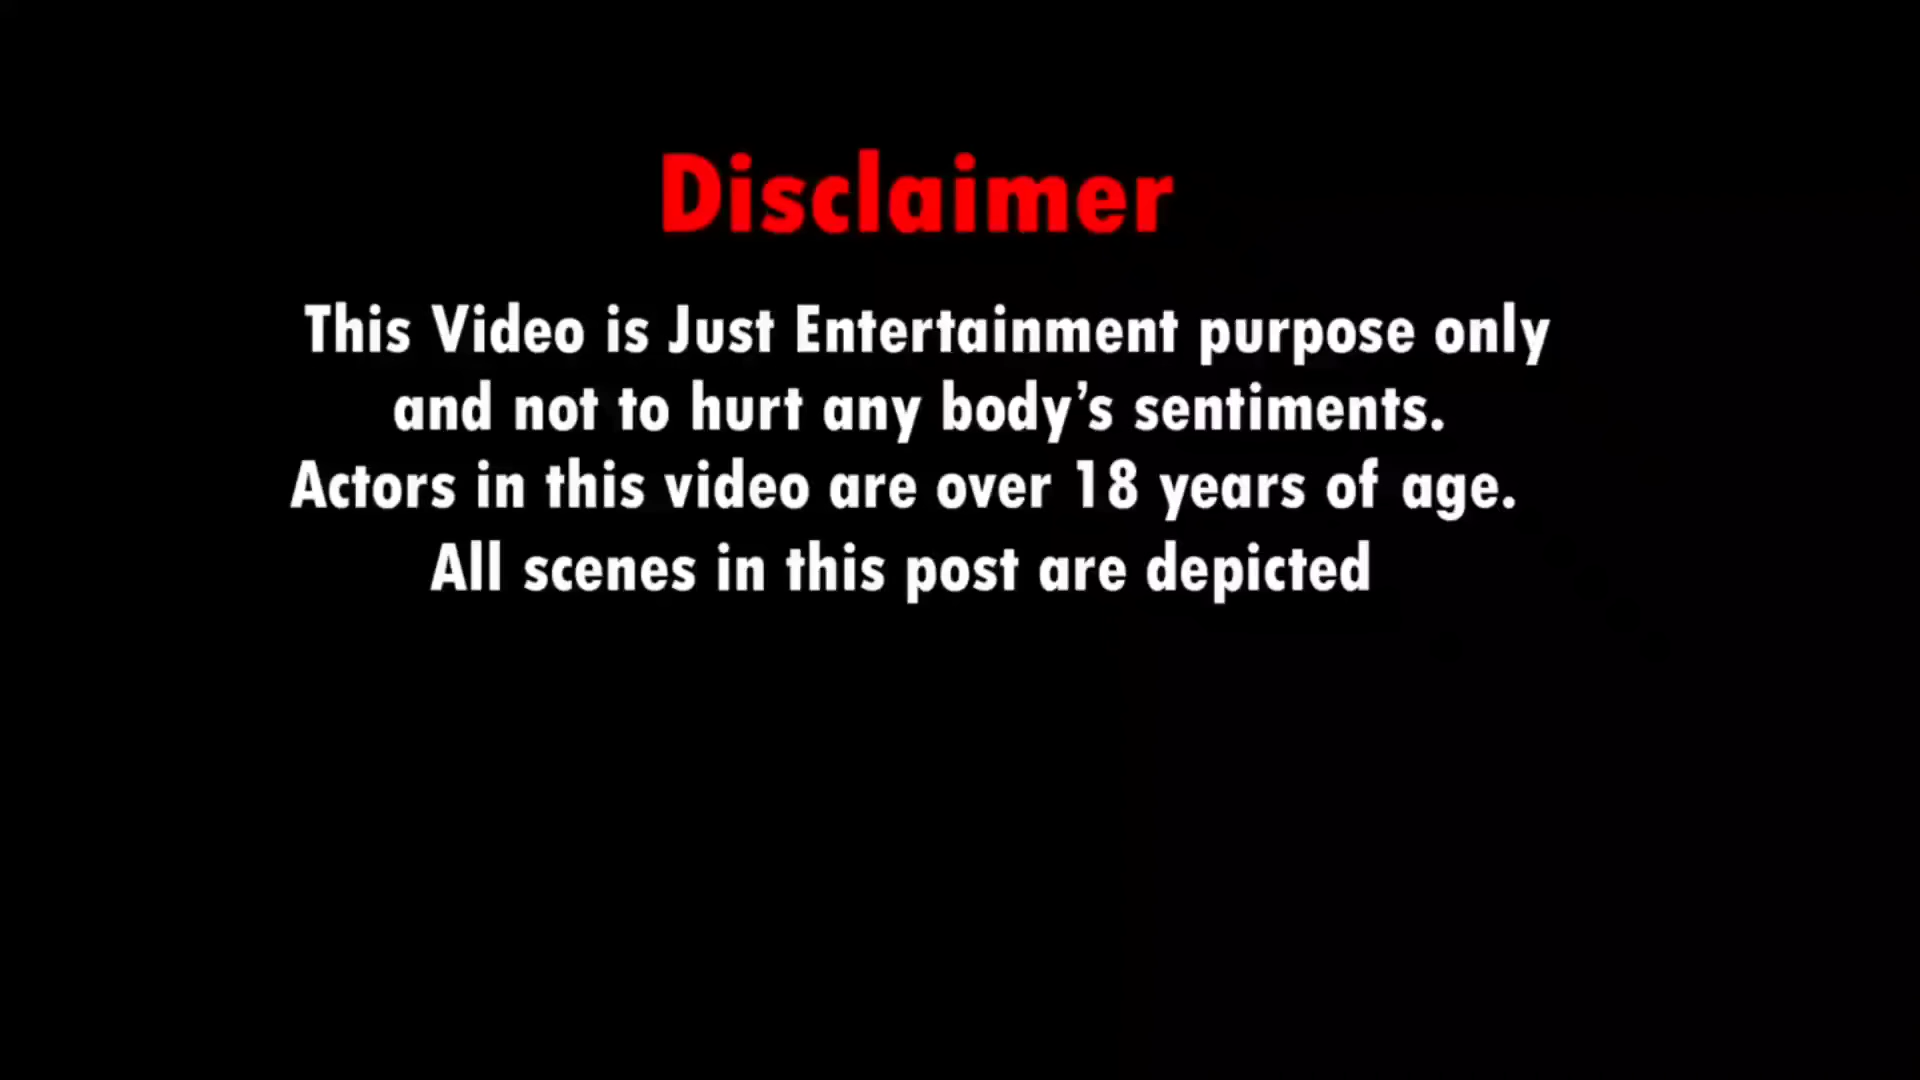 Disclaimer
This Video is Just Entertainment purpose only
and not to hurt any body’s sentiments.
Actors in this video are over 18 years of age.
All scenes in this post are depicted